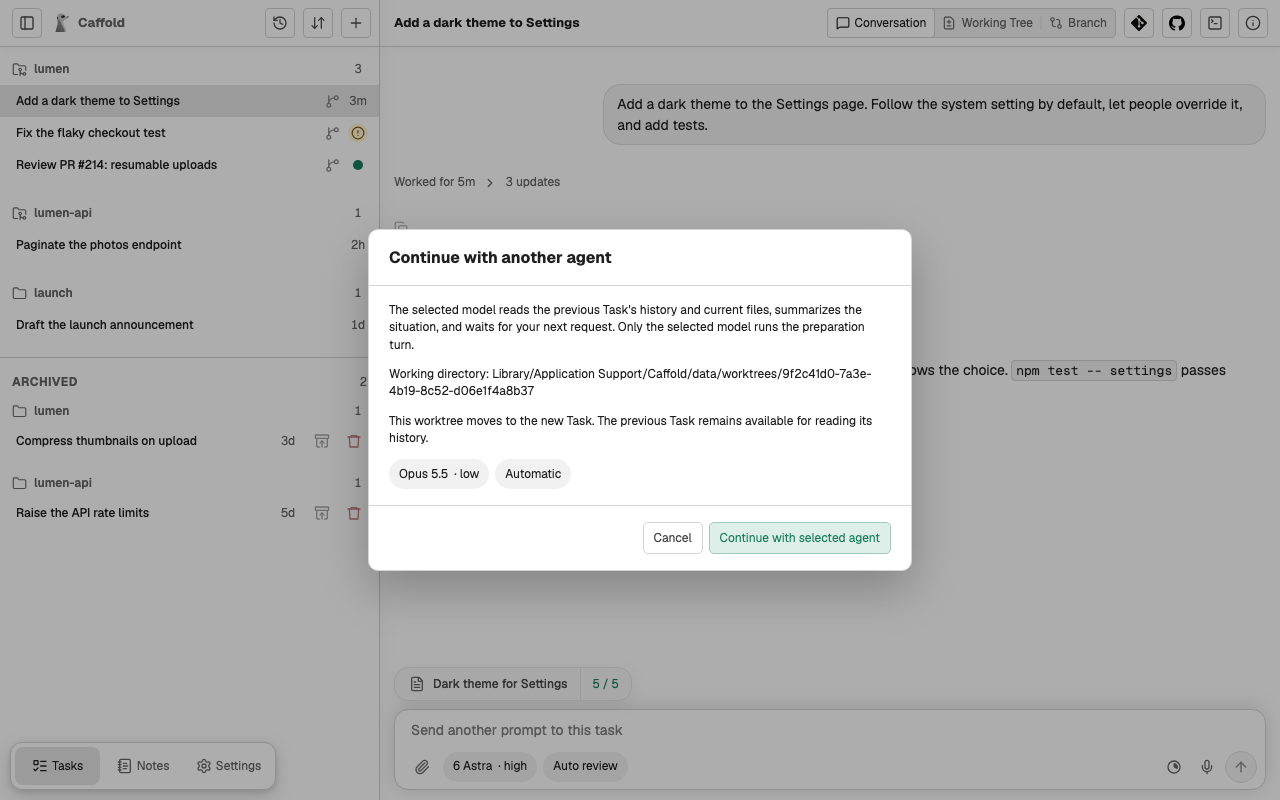 Caffold
lumen 3
Add a dark theme to Settings 3m
Fix the flaky checkout test
Review PR #214: resumable uploads
lumen-api 1
Paginate the photos endpoint 2h
launch 1
Draft the launch announcement 1d
ARCHIVED 2
lumen 1
Compress thumbnails on upload 3d
lumen-api 1
Raise the API rate limits 5d
Tasks Notes Settings
Add a dark theme to Settings Conversation Working Tree Branch
Add a dark theme to the Settings page. Follow the system setting by default, let people override it,
and add tests.
Worked for 5m 3 updates
ows the choice. npm test -- settings passes
Continue with another agent
The selected model reads the previous Task's history and current files, summarizes the
situation, and waits for your next request. Only the selected model runs the preparation
turn.
Working directory: Library/Application Support/Caffold/data/worktrees/9f2c41d0-7a3e-
4b19-8c52-d06e1f4a8b37
This worktree moves to the new Task. The previous Task remains available for reading its
history.
Opus 5.5 · low Automatic
Cancel Continue with selected agent
Dark theme for Settings 5 / 5
Send another prompt to this task
6 Astra · high Auto review